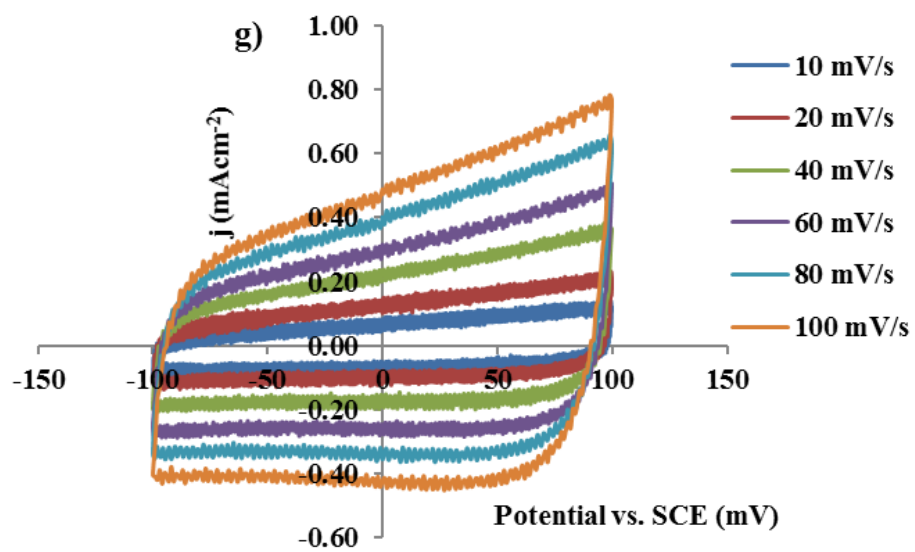 g)
1.00
0.80
0.60
0.40
0.20
0.00
-0.20
-0.40
-0.60
j (mAcm-2)
-150
-100
-50
0
50
100
150
Potential vs. SCE (mV)
10 mV/s
20 mV/s
40 mV/s
60 mV/s
80 mV/s
100 mV/s